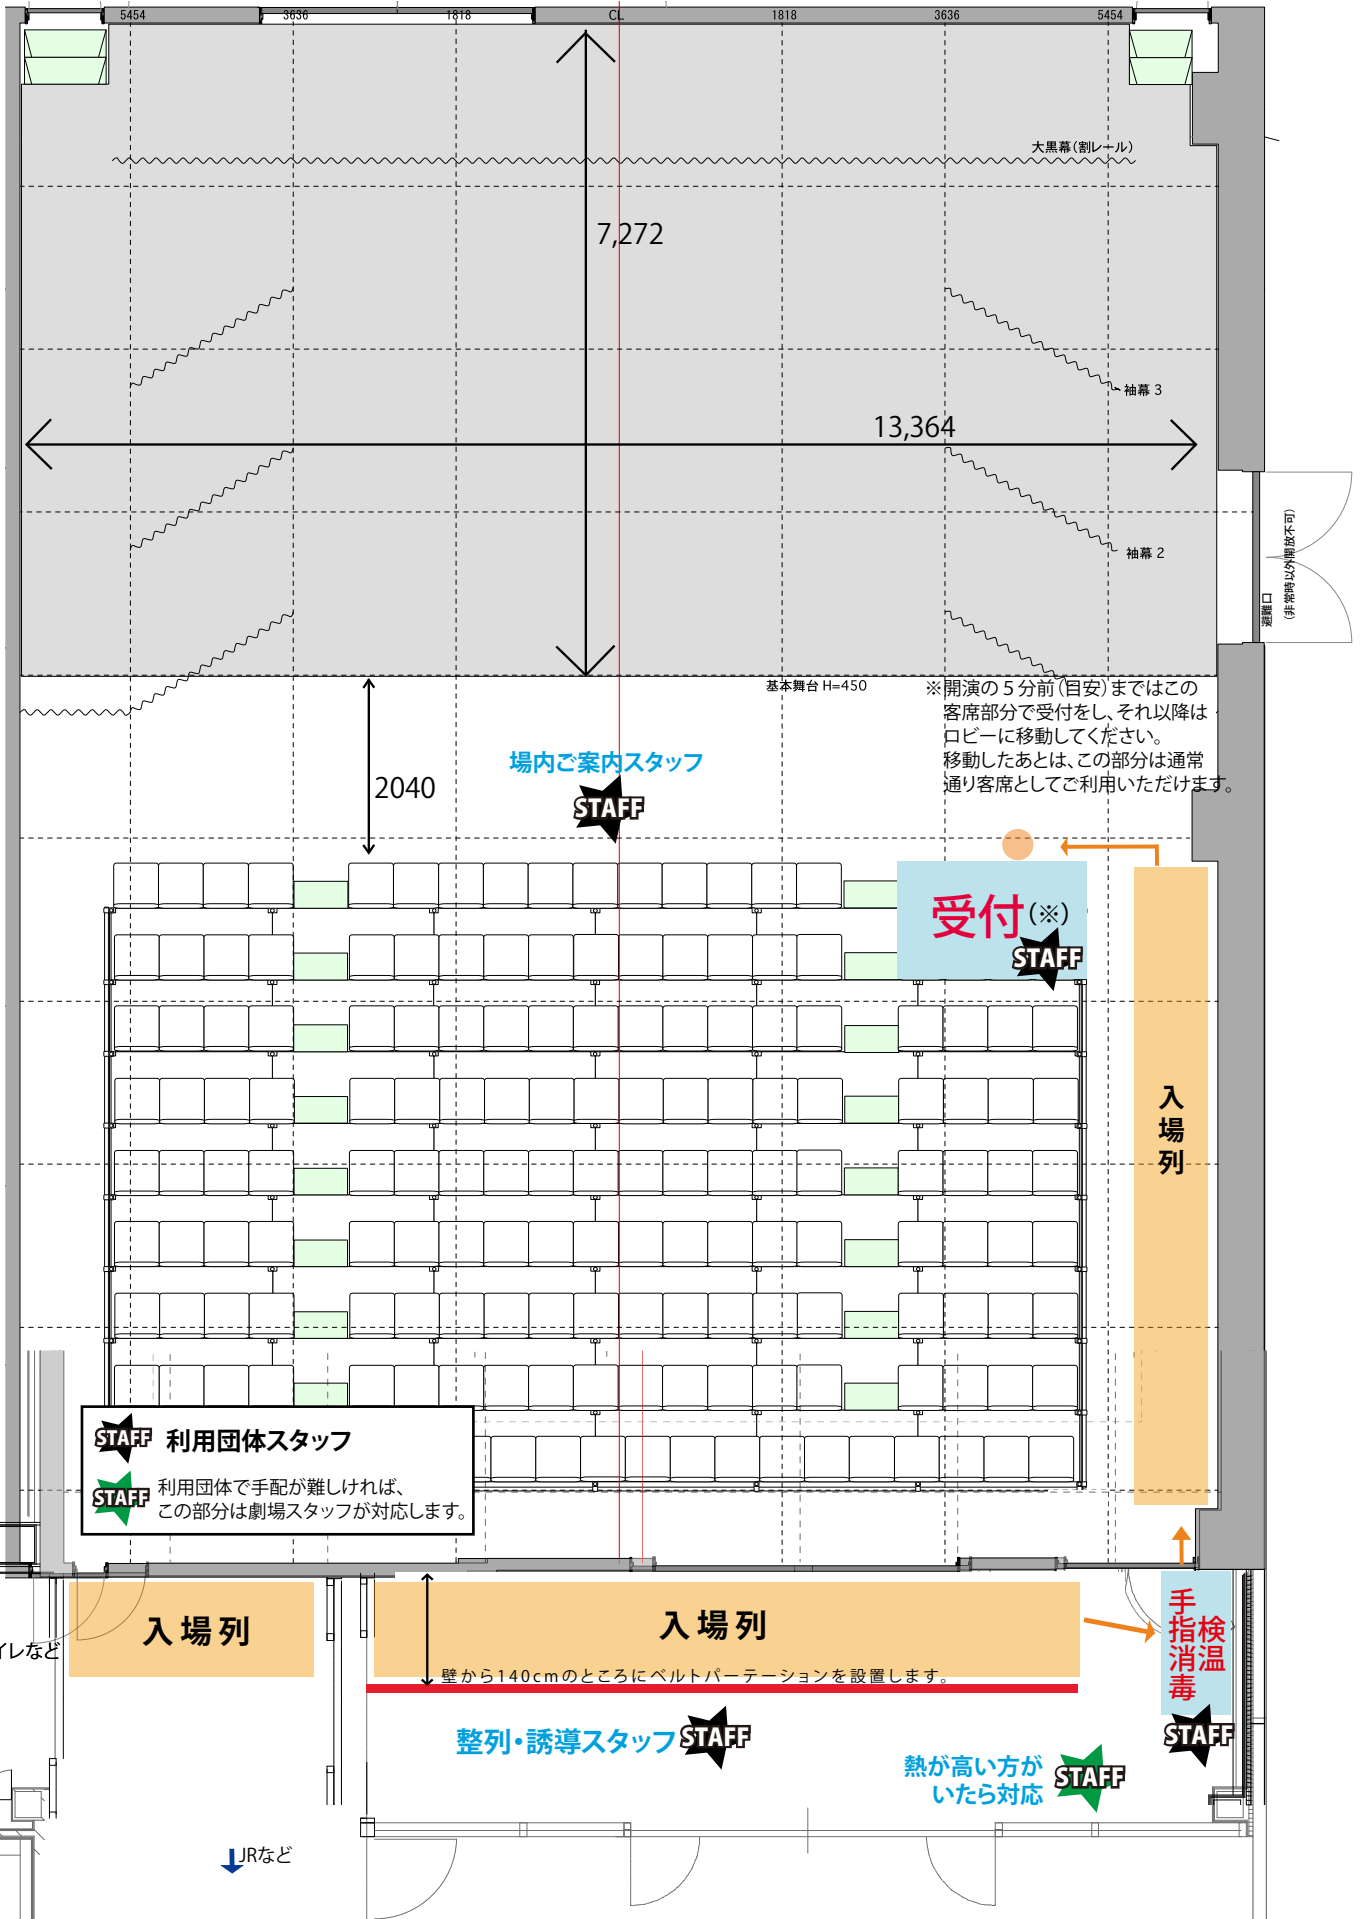 5454 3636 1818 CL 1818 3636 5454
大黒幕(割レール)
7,272
袖幕 3
13,364
袖幕 2
避難口
(非常時以外開放不可)
基本舞台 H=450
※開演の 5 分前(目安)まではこの
客席部分で受付をし、それ以降は
ロビーに移動してください。
移動したあとは、この部分は通常
通り客席としてご利用いただけます。
場内ご案内スタッフ
STAFF
2040
受付(※)
STAFF
入場列
STAFF 利用団体スタッフ
STAFF 利用団体で手配が難しければ、
この部分は劇場スタッフが対応します。
入場列
入場列
手指消毒
検温
STAFF
イレなど
壁から140cmのところにベルトパーテーションを設置します。
整列・誘導スタッフ STAFF
熱が高い方が
いたら対応
STAFF
JRなど